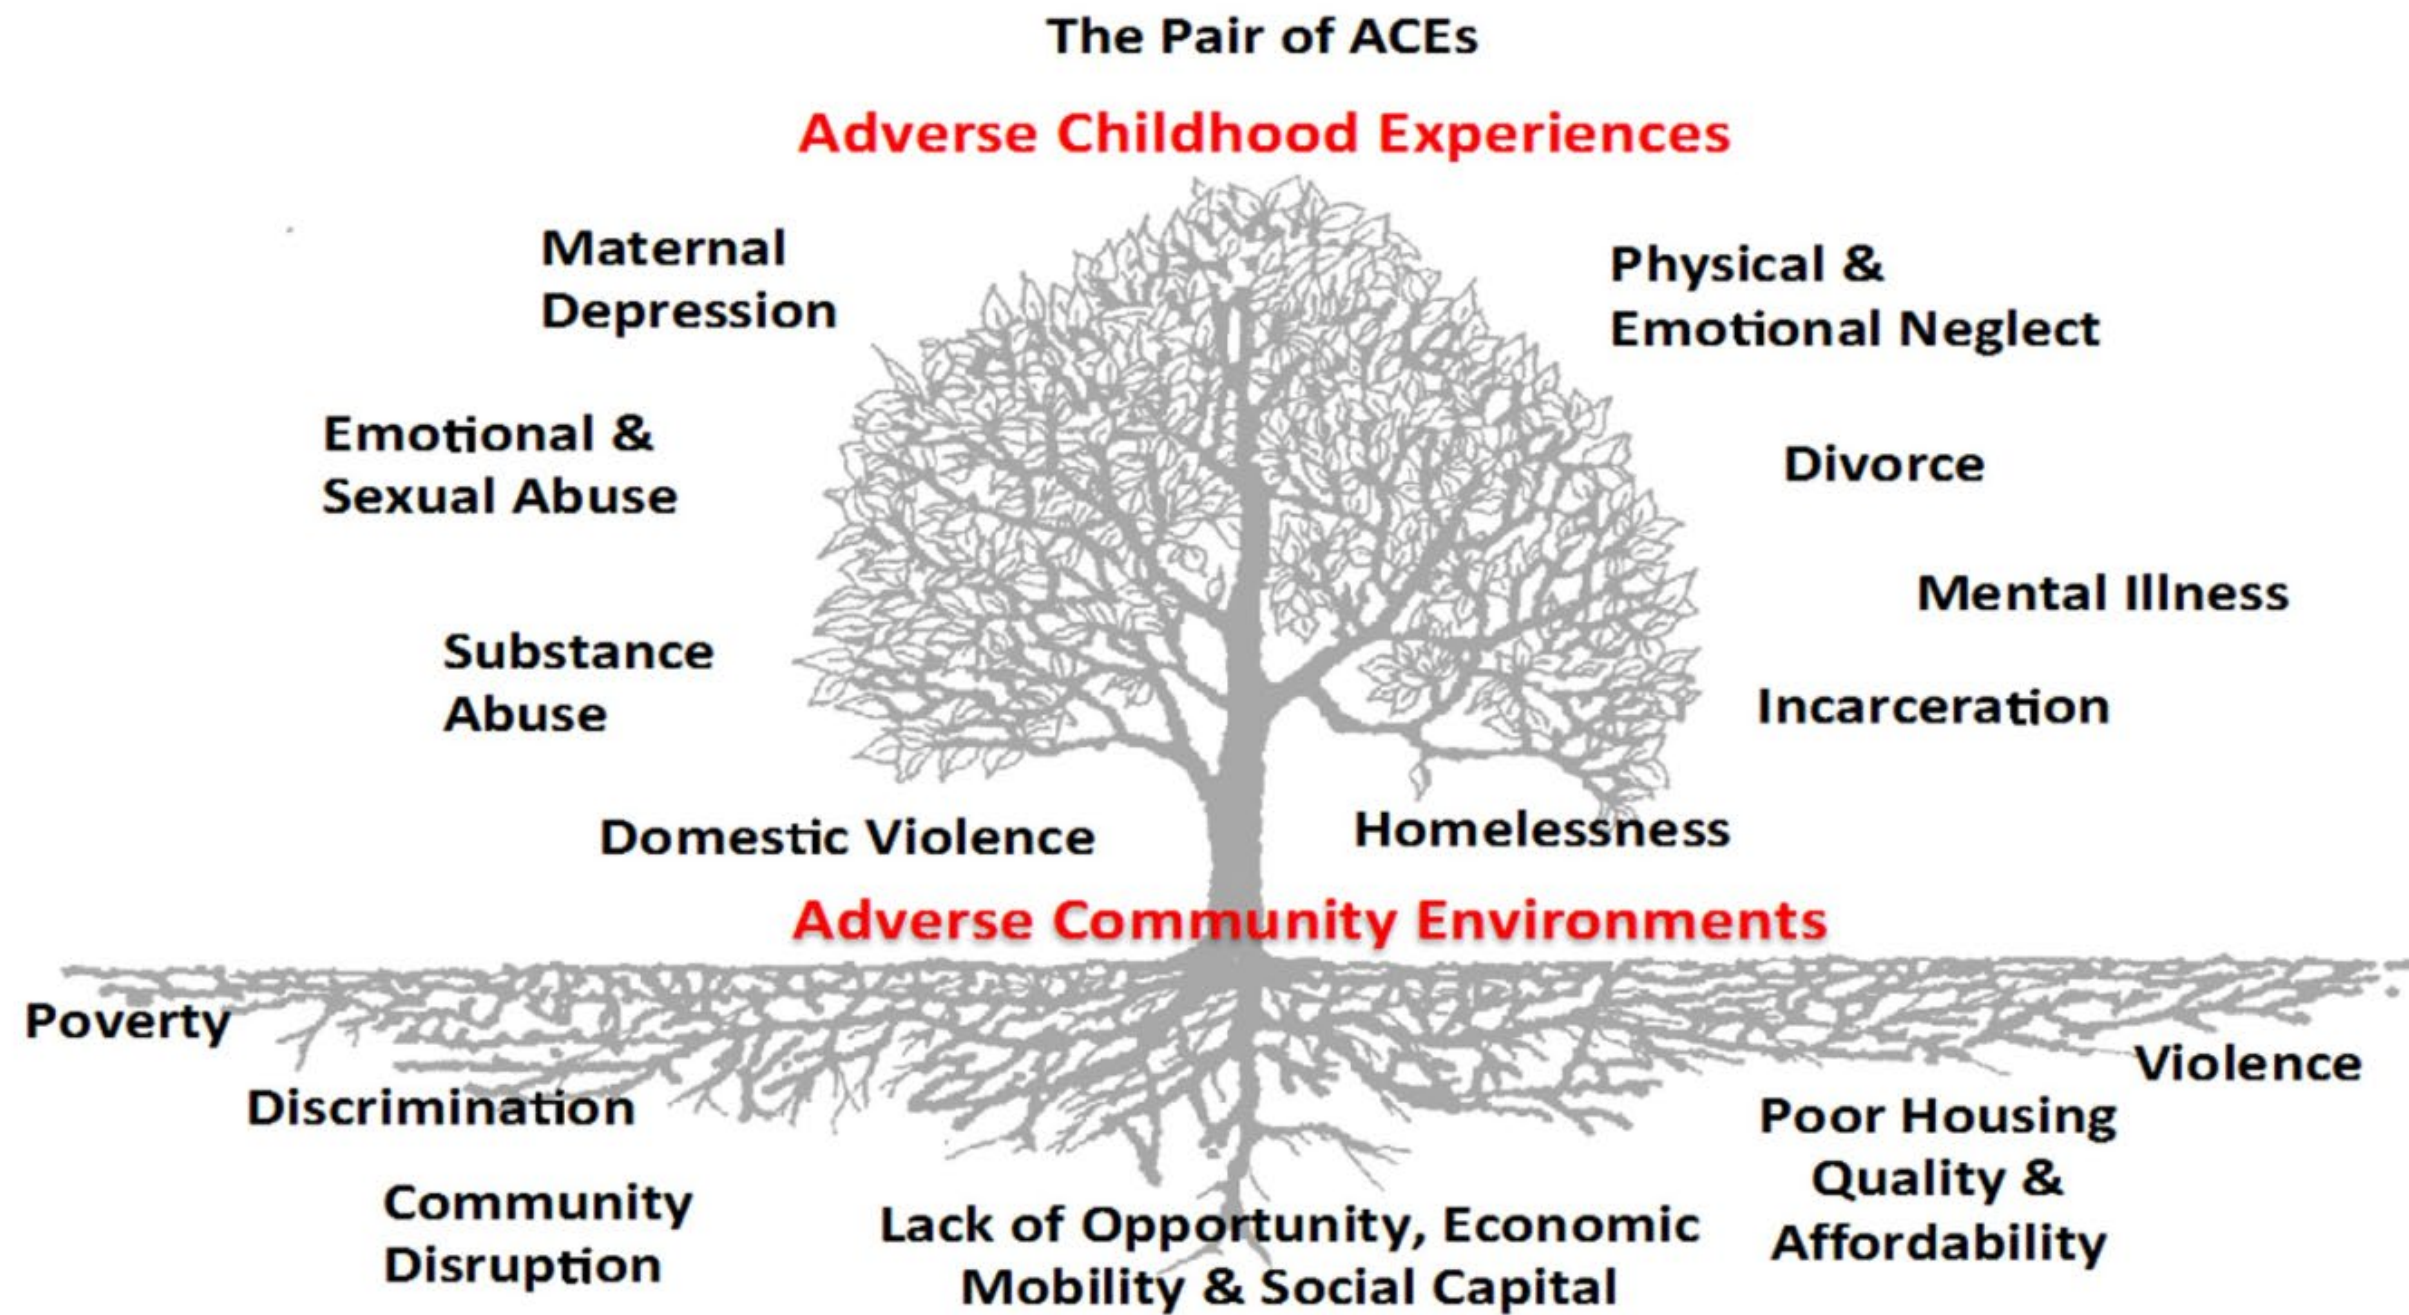 The Pair of ACEs
Adverse Childhood Experiences
Maternal
Depression
Physical &
Emotional Neglect
Emotional &
Sexual Abuse
Divorce
Mental Illness
Substance
Abuse
Incarceration
Domestic Violence
Homelessness
Adverse Community Environments
Poverty
Violence
Discrimination
Poor Housing
Quality &
Affordability
Community
Disruption
Lack of Opportunity, Economic
Mobility & Social Capital